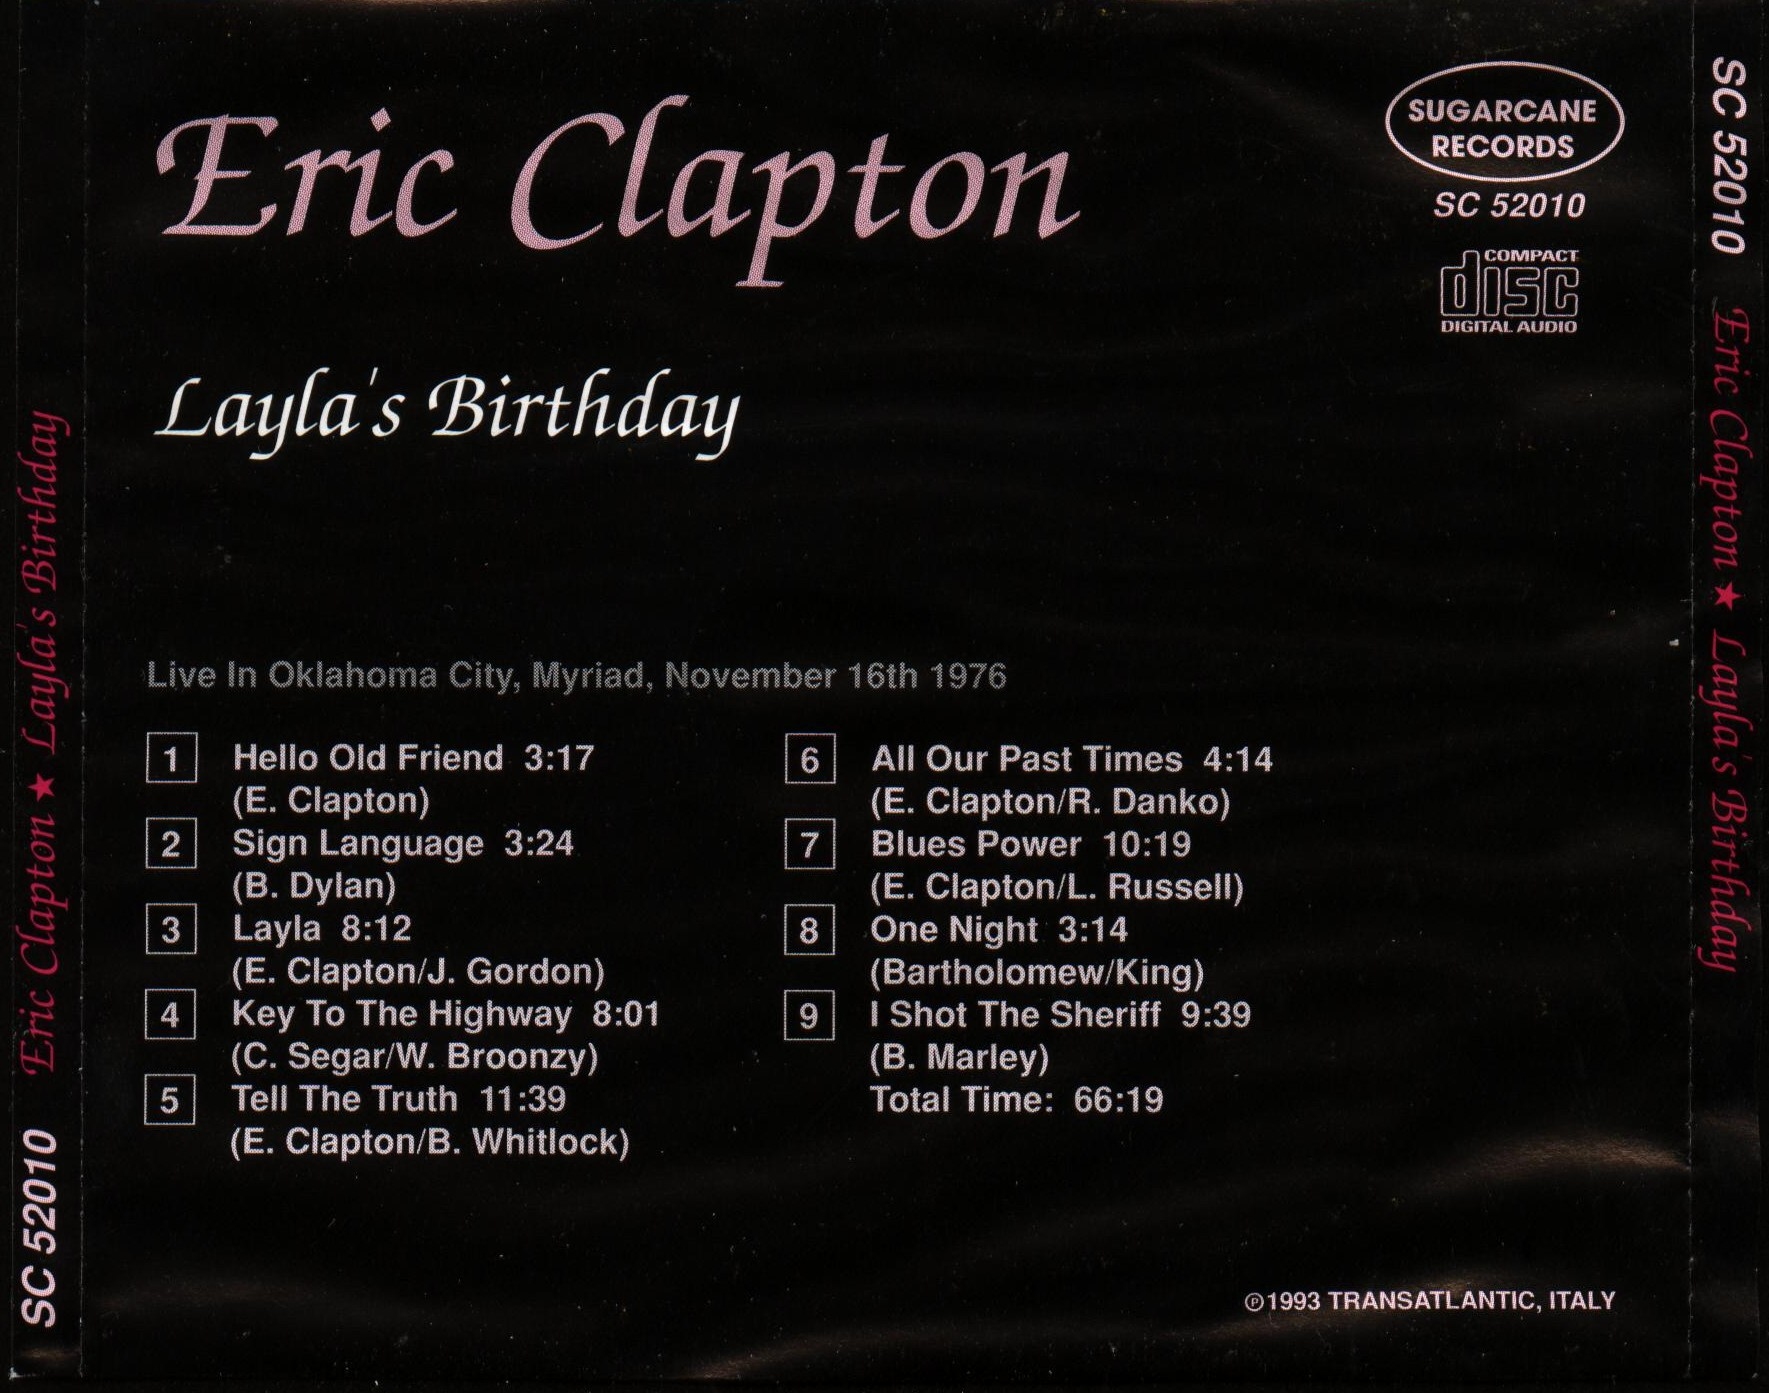 Eric Clapton
SUGARCANE
RECORDS
SC 52010
COMPACT
disc
DIGITAL AUDIO
Layla's Birthday
Live In Oklahoma City, Myriad, November 16th 1976
1 Hello Old Friend 3:17
(E. Clapton)
2 Sign Language 3:24
(B. Dylan)
3 Layla 8:12
(E. Clapton/J. Gordon)
4 Key To The Highway 8:01
(C. Segar/W. Broonzy)
5 Tell The Truth 11:39
(E. Clapton/B. Whitlock)
6 All Our Past Times 4:14
(E. Clapton/R. Danko)
7 Blues Power 10:19
(E. Clapton/L. Russell)
8 One Night 3:14
(Bartholomew/King)
9 I Shot The Sheriff 9:39
(B. Marley)
Total Time: 66:19
℗1993 TRANSATLANTIC, ITALY
SC 52010 Eric Clapton ★ Layla's Birthday
SC 52010 Eric Clapton ★ Layla's Birthday